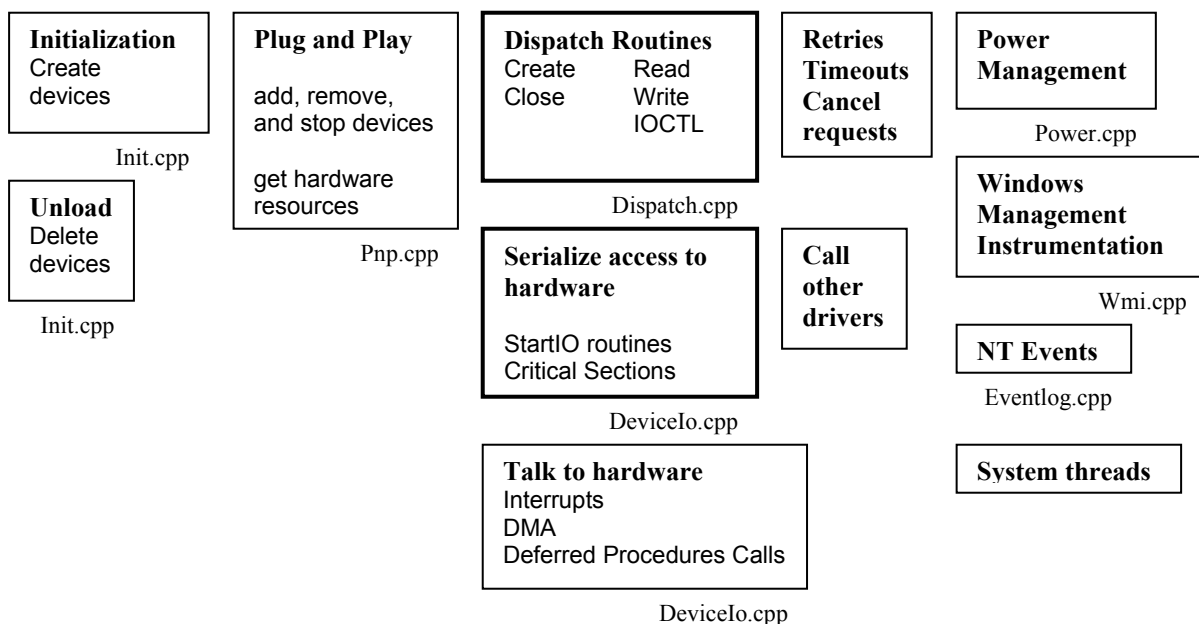 Initialization
Create
devices
Init.cpp
Unload
Delete
devices
Init.cpp
Plug and Play
add, remove,
and stop devices
get hardware
resources
Pnp.cpp
Dispatch Routines
Create Read
Close Write
IOCTL
Dispatch.cpp
Serialize access to
hardware
StartIO routines
Critical Sections
DeviceIo.cpp
Talk to hardware
Interrupts
DMA
Deferred Procedures Calls
DeviceIo.cpp
Retries
Timeouts
Cancel
requests
Call
other
drivers
Power
Management
Power.cpp
Windows
Management
Instrumentation
Wmi.cpp
NT Events
Eventlog.cpp
System threads